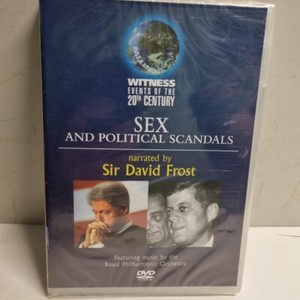 WITNESS
EVENTS OF THE
20TH CENTURY
SEX
AND POLITICAL SCANDALS
narrated by
Sir David Frost
Featuring music by the
Royal Philharmonic Orchestra
DVD